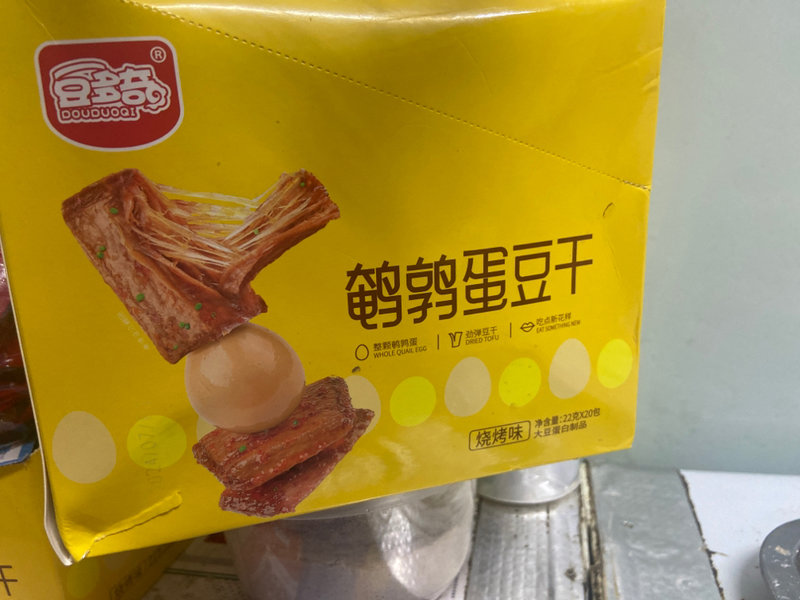 豆多奇®
DOUDUOQI
鹌鹑蛋豆干
整颗鹌鹑蛋
WHOLE QUAIL EGG
劲弹豆干
DRIED TOFU
吃点新花样
EAT SOMETHING NEW
烧烤味
净含量:22克X20包
大豆蛋白制品
干